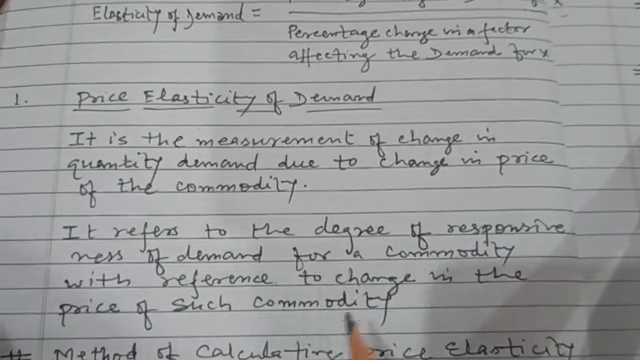 Elasticity of Demand =
Percentage change in a factor
affecting the Demand for x
1. Price Elasticity of Demand
It is the measurement of change in
quantity demand due to change in price
of the commodity.
It refers to the degree of responsive
ness of demand for a commodity
with reference to change in the
price of such commodity
# Method of calculating Price Elasticity